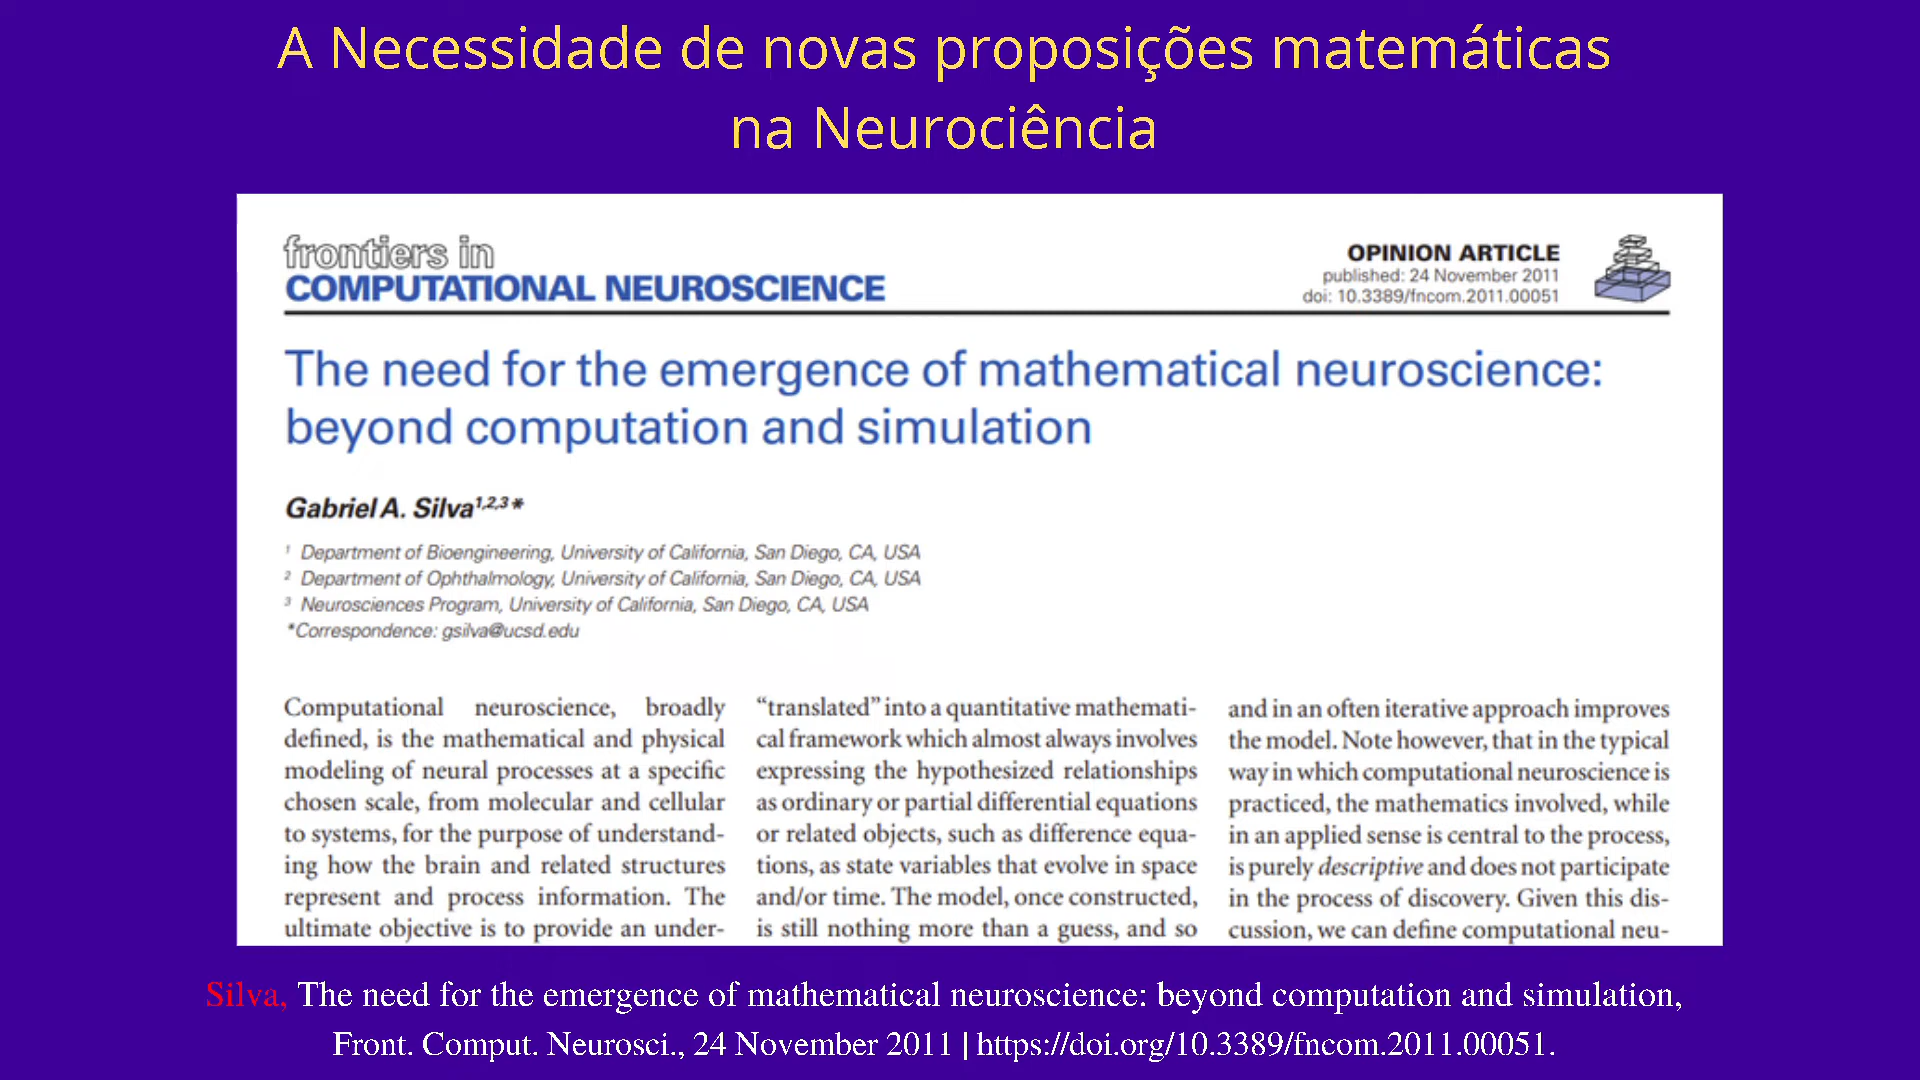 A Necessidade de novas proposições matemáticas
na Neurociência
frontiers in
COMPUTATIONAL NEUROSCIENCE
OPINION ARTICLE
published: 24 November 2011
doi: 10.3389/fncom.2011.00051
The need for the emergence of mathematical neuroscience:
beyond computation and simulation
Gabriel A. Silva1,2,3*
1 Department of Bioengineering, University of California, San Diego, CA, USA
2 Department of Ophthalmology, University of California, San Diego, CA, USA
3 Neurosciences Program, University of California, San Diego, CA, USA
*Correspondence: gsilva@ucsd.edu
Computational neuroscience, broadly
defined, is the mathematical and physical
modeling of neural processes at a specific
chosen scale, from molecular and cellular
to systems, for the purpose of understand-
ing how the brain and related structures
represent and process information. The
ultimate objective is to provide an under-
“translated” into a quantitative mathemati-
cal framework which almost always involves
expressing the hypothesized relationships
as ordinary or partial differential equations
or related objects, such as difference equa-
tions, as state variables that evolve in space
and/or time. The model, once constructed,
is still nothing more than a guess, and so
and in an often iterative approach improves
the model. Note however, that in the typical
way in which computational neuroscience is
practiced, the mathematics involved, while
in an applied sense is central to the process,
is purely descriptive and does not participate
in the process of discovery. Given this dis-
cussion, we can define computational neu-
Silva, The need for the emergence of mathematical neuroscience: beyond computation and simulation,
Front. Comput. Neurosci., 24 November 2011 | https://doi.org/10.3389/fncom.2011.00051.